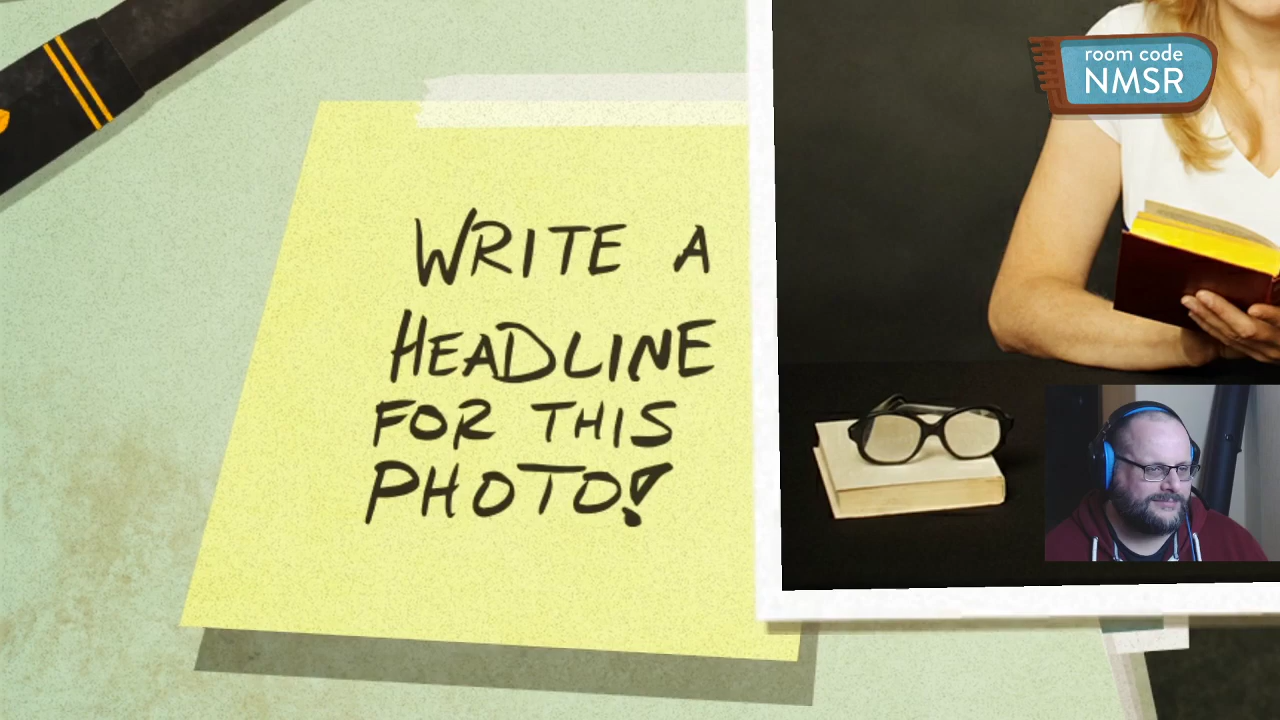 WRITE A
HEADLINE
FOR THIS
PHOTO!
room code
NMSR